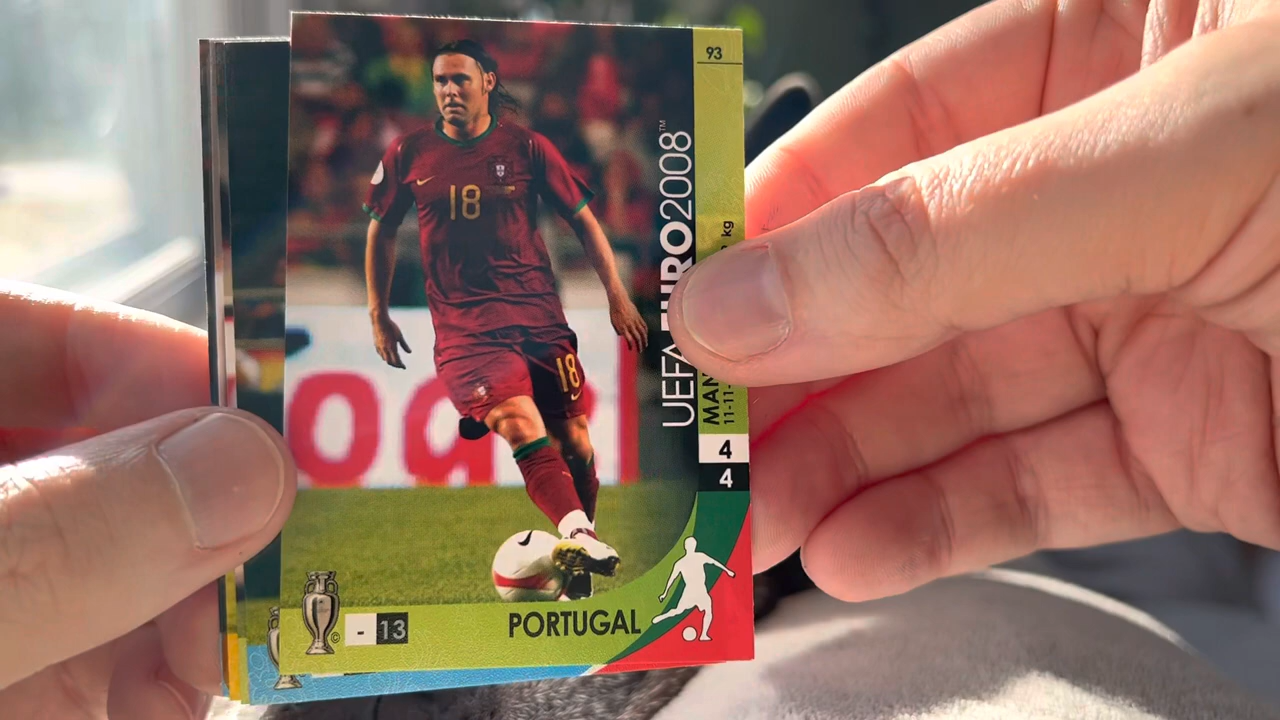 93
UEFA EURO2008™
kg
MAN
11-11-
18
18
4
4
©
- 13
PORTUGAL